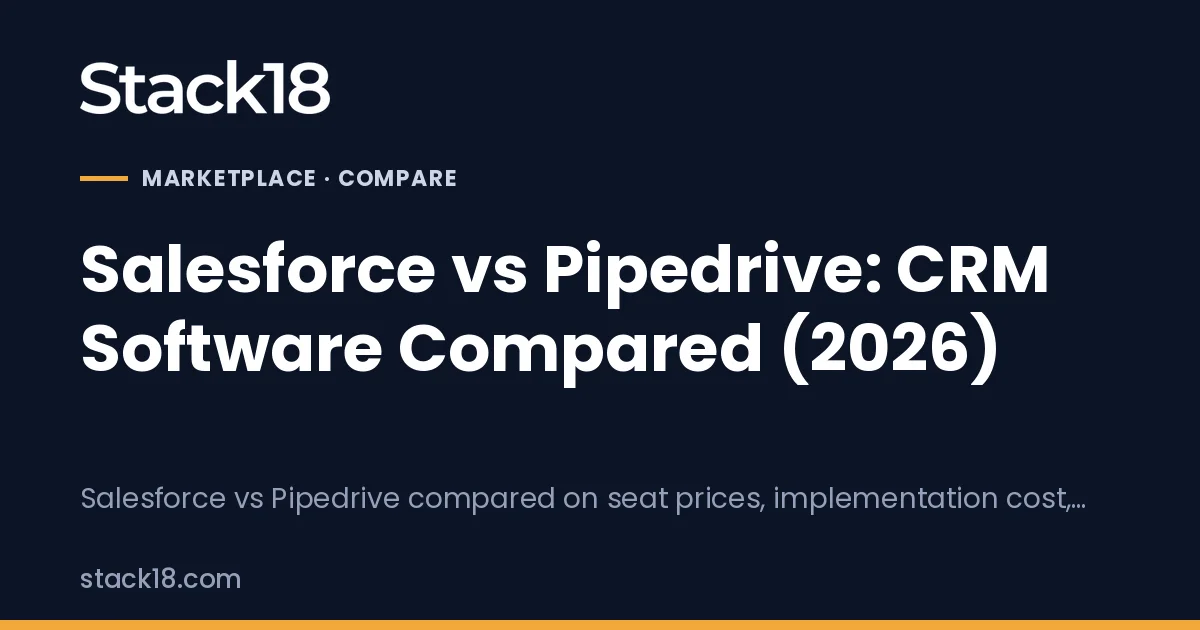 Stack18
MARKETPLACE · COMPARE
Salesforce vs Pipedrive: CRM
Software Compared (2026)
Salesforce vs Pipedrive compared on seat prices, implementation cost,...
stack18.com